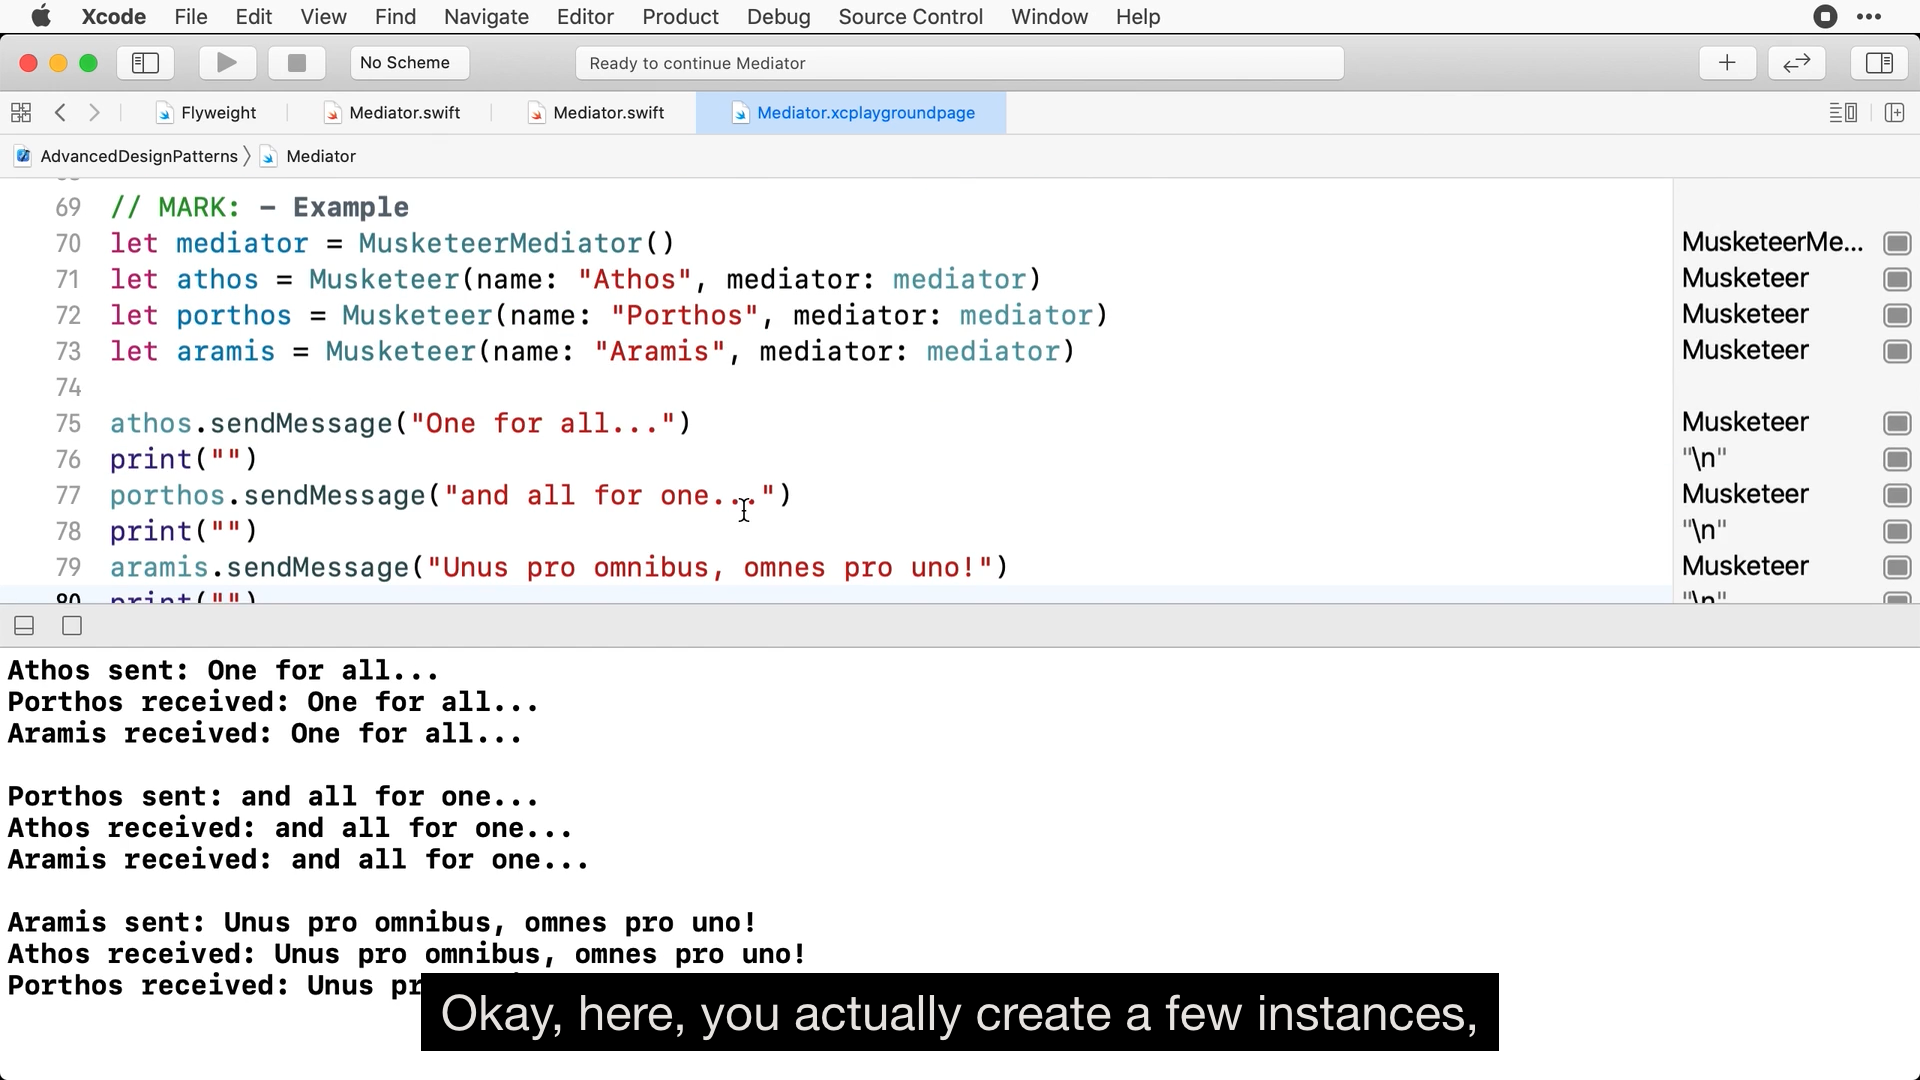 Xcode File Edit View Find Navigate Editor Product Debug Source Control Window Help
No Scheme
Ready to continue Mediator
Flyweight
Mediator.swift
Mediator.swift
Mediator.xcplaygroundpage
AdvancedDesignPatterns
Mediator
69 // MARK: - Example
70 let mediator = MusketeerMediator() MusketeerMe...
71 let athos = Musketeer(name: "Athos", mediator: mediator) Musketeer
72 let porthos = Musketeer(name: "Porthos", mediator: mediator) Musketeer
73 let aramis = Musketeer(name: "Aramis", mediator: mediator) Musketeer
74
75 athos.sendMessage("One for all...") Musketeer
76 print("") "\n"
77 porthos.sendMessage("and all for one...") Musketeer
78 print("") "\n"
79 aramis.sendMessage("Unus pro omnibus, omnes pro uno!") Musketeer
80 print("") "\n"
Athos sent: One for all...
Porthos received: One for all...
Aramis received: One for all...
Porthos sent: and all for one...
Athos received: and all for one...
Aramis received: and all for one...
Aramis sent: Unus pro omnibus, omnes pro uno!
Athos received: Unus pro omnibus, omnes pro uno!
Porthos received: Unus
Okay, here, you actually create a few instances,